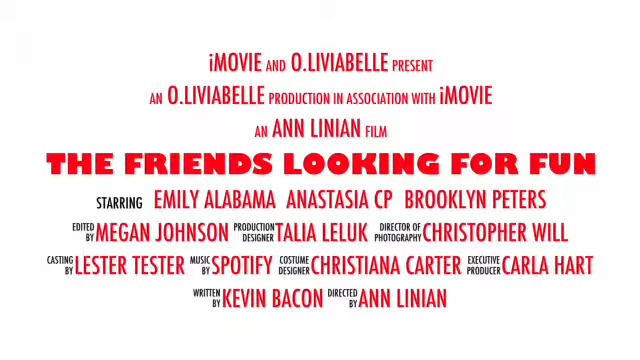 iMOVIE AND O.LIVIABELLE PRESENT
AN O.LIVIABELLE PRODUCTION IN ASSOCIATION WITH iMOVIE
AN ANN LINIAN FILM
THE FRIENDS LOOKING FOR FUN
STARRING EMILY ALABAMA ANASTASIA CP BROOKLYN PETERS
EDITED BY MEGAN JOHNSON PRODUCTION DESIGNER TALIA LELUK DIRECTOR OF PHOTOGRAPHY CHRISTOPHER WILL
CASTING BY LESTER TESTER MUSIC BY SPOTIFY COSTUME DESIGNER CHRISTIANA CARTER EXECUTIVE PRODUCER CARLA HART
WRITTEN BY KEVIN BACON DIRECTED BY ANN LINIAN